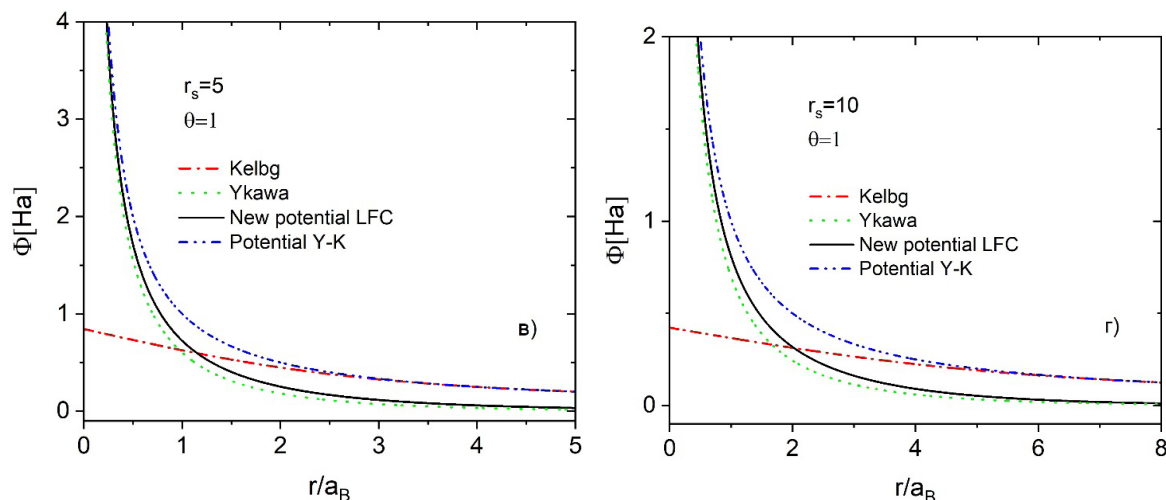 4
3
2
1
0
Φ[Ha]
r_s=5
θ=1
Kelbg
Ykawa
New potential LFC
Potential Y-K
в)
0 1 2 3 4 5
r/a_B
2
1
0
Φ[Ha]
r_s=10
θ=1
Kelbg
Ykawa
New potential LFC
Potential Y-K
г)
0 2 4 6 8
r/a_B